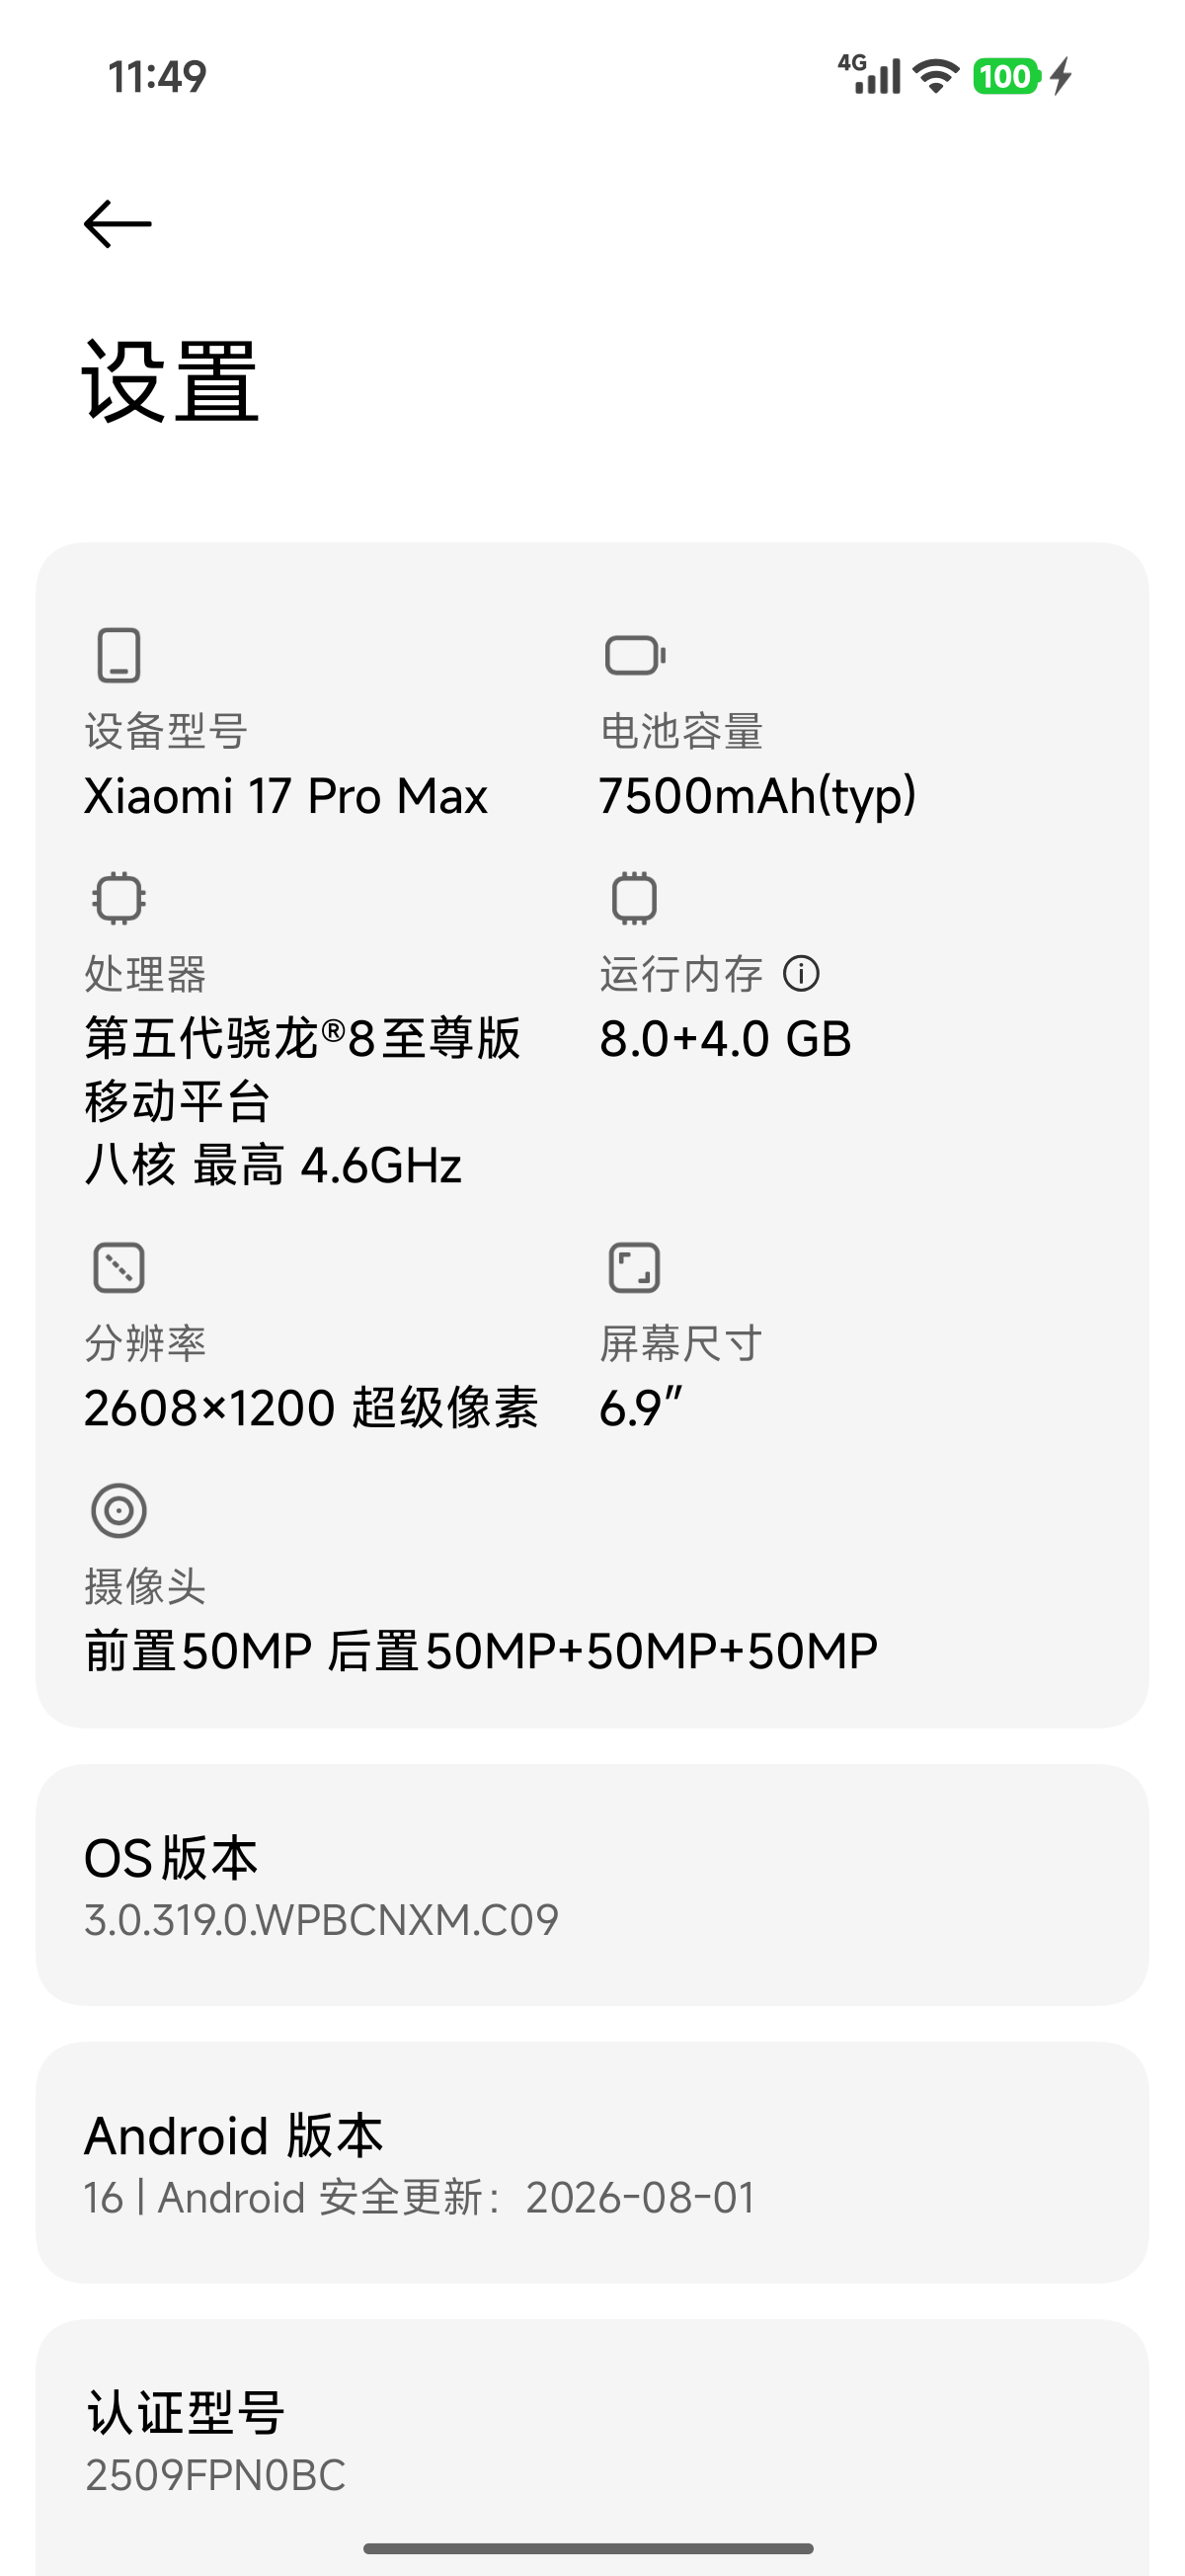 11:49
4G 100
设置
设备型号
Xiaomi 17 Pro Max
电池容量
7500mAh(typ)
处理器
第五代骁龙®8至尊版
移动平台
八核 最高 4.6GHz
运行内存
8.0+4.0 GB
分辨率
2608×1200 超级像素
屏幕尺寸
6.9″
摄像头
前置50MP 后置50MP+50MP+50MP
OS版本
3.0.319.0.WPBCNXM.C09
Android 版本
16 | Android 安全更新：2026-08-01
认证型号
2509FPN0BC